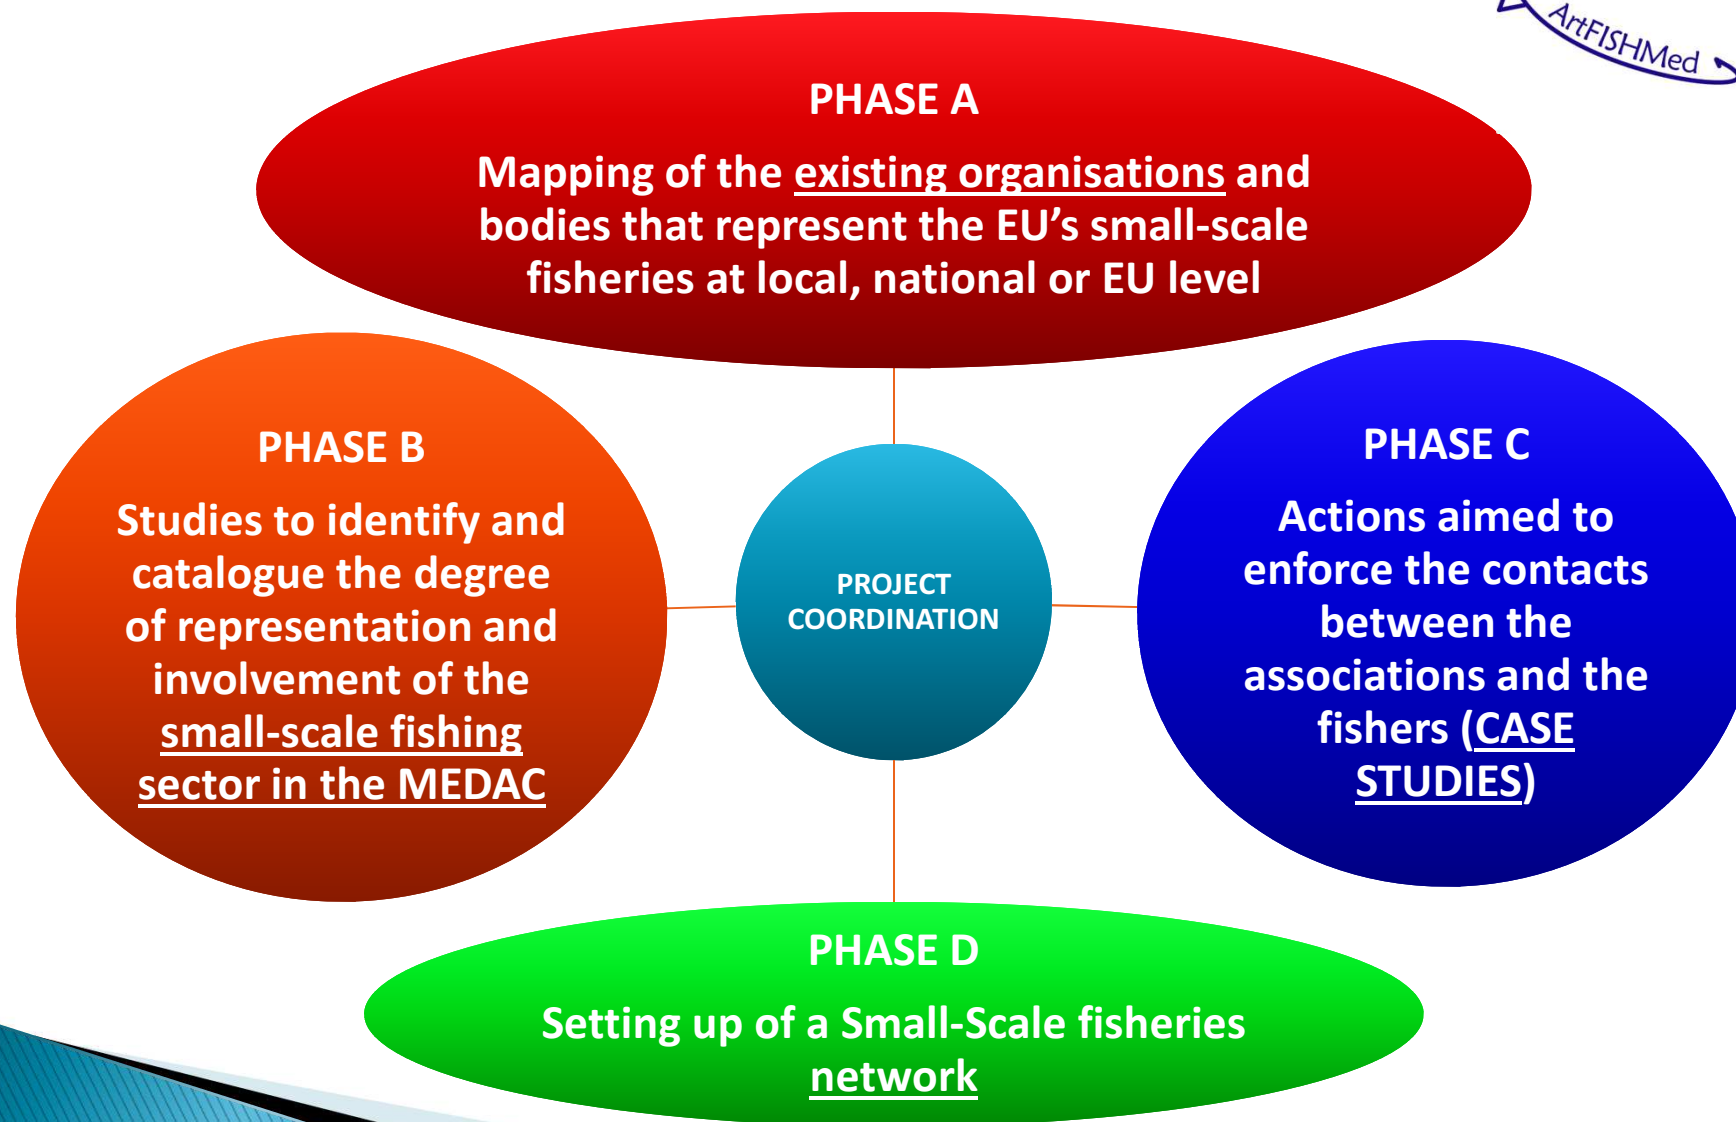 ArtFISHMed
PHASE A
Mapping of the existing organisations and
bodies that represent the EU’s small-scale
fisheries at local, national or EU level
PHASE B
Studies to identify and
catalogue the degree
of representation and
involvement of the
small-scale fishing
sector in the MEDAC
PROJECT
COORDINATION
PHASE C
Actions aimed to
enforce the contacts
between the
associations and the
fishers (CASE
STUDIES)
PHASE D
Setting up of a Small-Scale fisheries
network